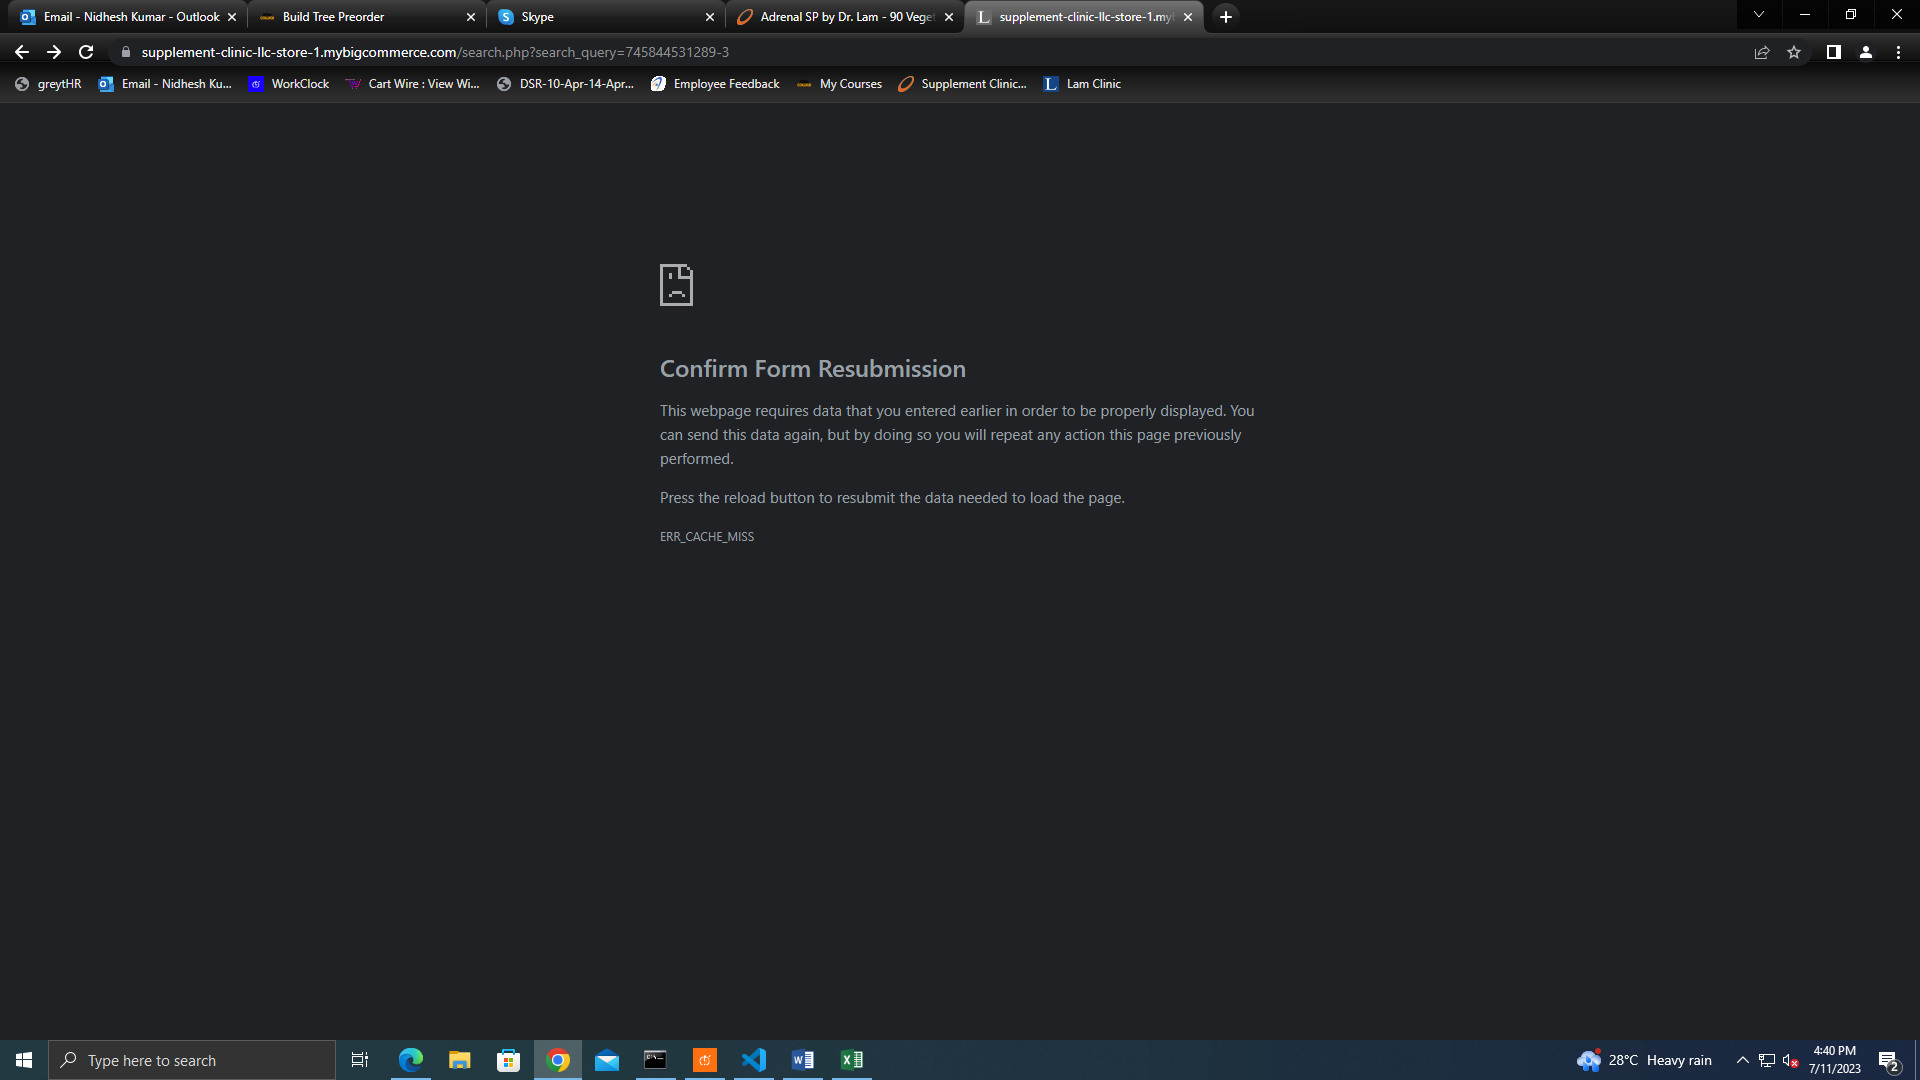 Email - Nidhesh Kumar - Outlook
Build Tree Preorder
Skype
Adrenal SP by Dr. Lam - 90 Veget
supplement-clinic-llc-store-1.myb
supplement-clinic-llc-store-1.mybigcommerce.com/search.php?search_query=745844531289-3
greytHR
Email - Nidhesh Ku...
WorkClock
Cart Wire : View Wi...
DSR-10-Apr-14-Apr...
Employee Feedback
My Courses
Supplement Clinic...
Lam Clinic
Confirm Form Resubmission
This webpage requires data that you entered earlier in order to be properly displayed. You
can send this data again, but by doing so you will repeat any action this page previously
performed.
Press the reload button to resubmit the data needed to load the page.
ERR_CACHE_MISS
Type here to search
28°C Heavy rain
4:40 PM
7/11/2023
2